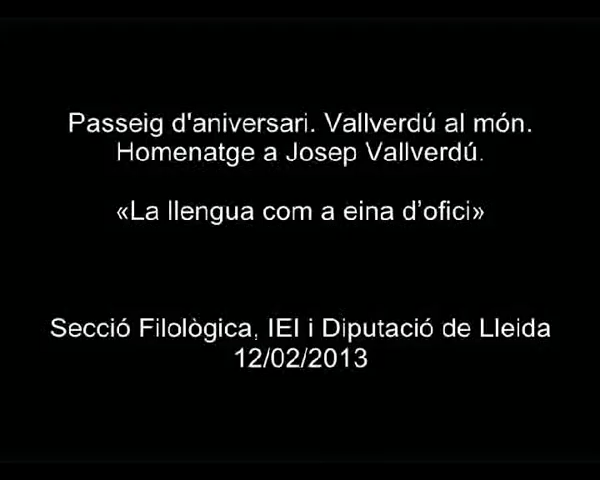 Passeig d'aniversari. Vallverdú al món.
Homenatge a Josep Vallverdú.
«La llengua com a eina d’ofici»
Secció Filològica, IEI i Diputació de Lleida
12/02/2013